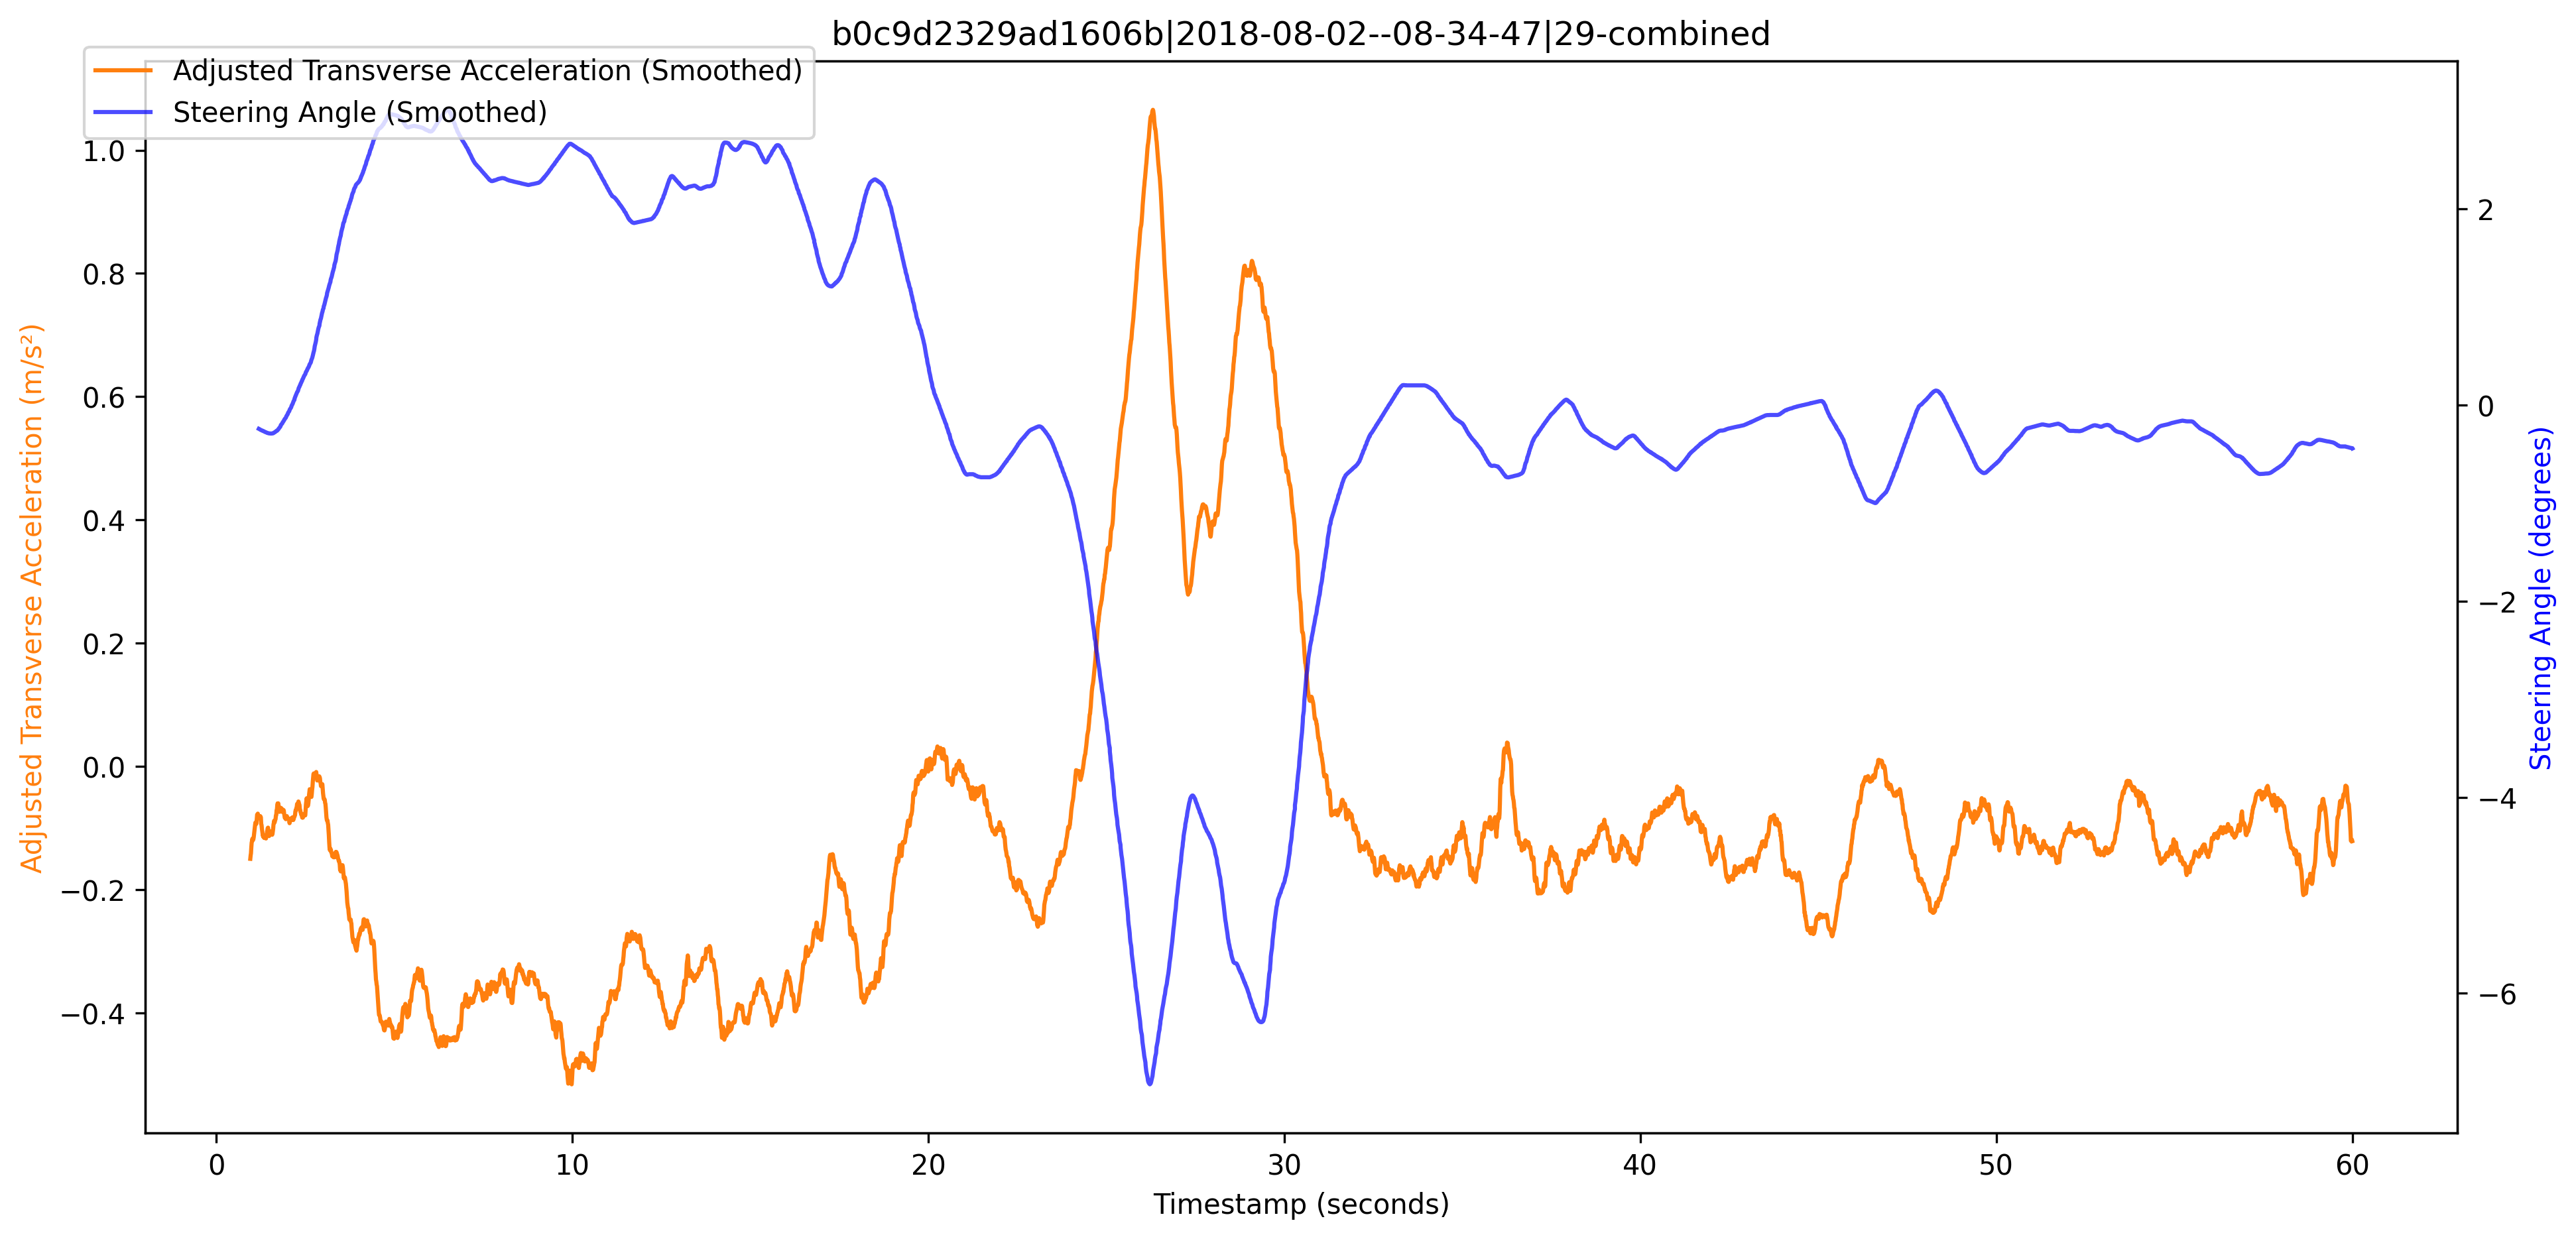 b0c9d2329ad1606b|2018-08-02--08-34-47|29-combined
Adjusted Transverse Acceleration (Smoothed)
Steering Angle (Smoothed)
Adjusted Transverse Acceleration (m/s²)
1.0
0.8
0.6
0.4
0.2
0.0
−0.2
−0.4
2
0
−2
−4
−6
Steering Angle (degrees)
0 10 20 30 40 50 60
Timestamp (seconds)